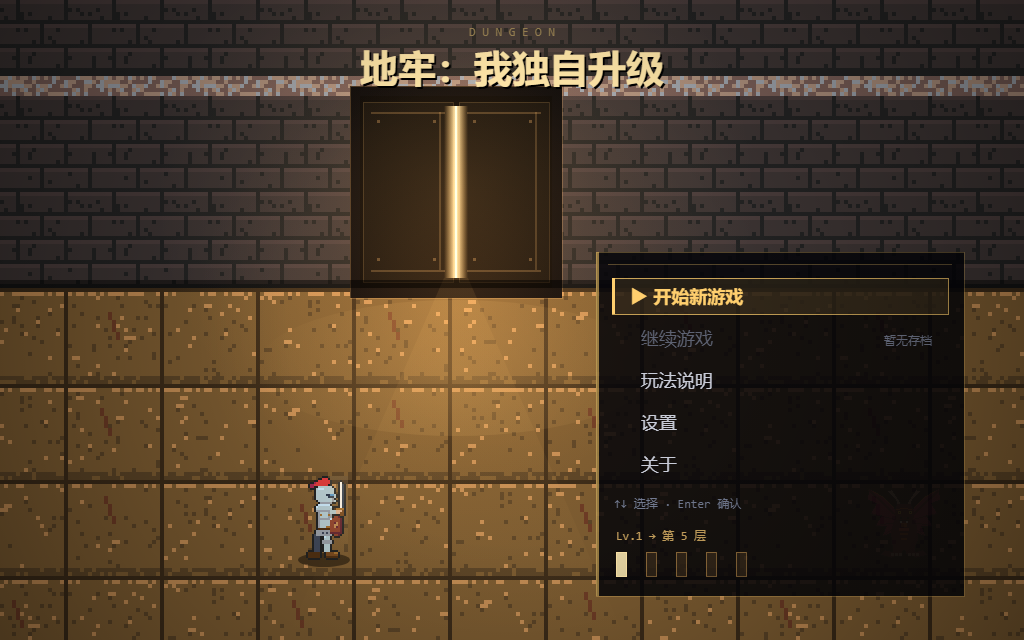 DUNGEON
地牢：我独自升级
▶ 开始新游戏
继续游戏 暂无存档
玩法说明
设置
关于
↑↓ 选择 · Enter 确认
Lv.1 → 第 5 层